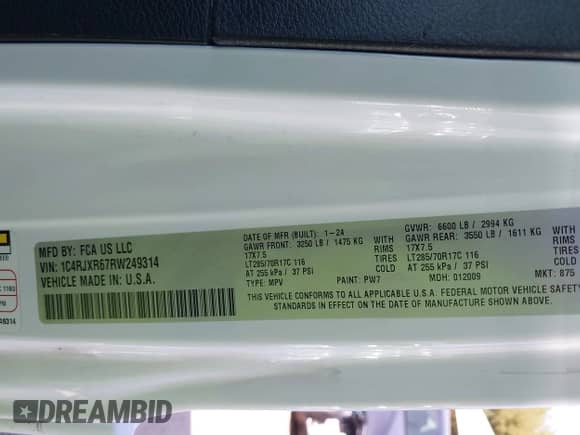 MFD BY: FCA US LLC
DATE OF MFR (BUILT): 1-24
GVWR: 6600 LB / 2994 KG
VIN: 1C4RJXR67RW249314
GAWR FRONT: 3250 LB / 1475 KG WITH
GAWR REAR: 3550 LB / 1611 KG WITH
VEHICLE MADE IN: U.S.A.
17X7.5 RIMS
17X7.5 RIMS
LT285/70R17C 116 TIRES
LT285/70R17C 116 TIRES
AT 255 kPa / 37 PSI COLD
AT 255 kPa / 37 PSI COLD
TYPE: MPV
PAINT: PW7
MDH: 012009
MKT: 875
THIS VEHICLE CONFORMS TO ALL APPLICABLE U.S.A. FEDERAL MOTOR VEHICLE SAFETY
STANDARDS IN EFFECT ON THE DATE OF MANUFACTURE SHOWN ABOVE.
DREAMBID